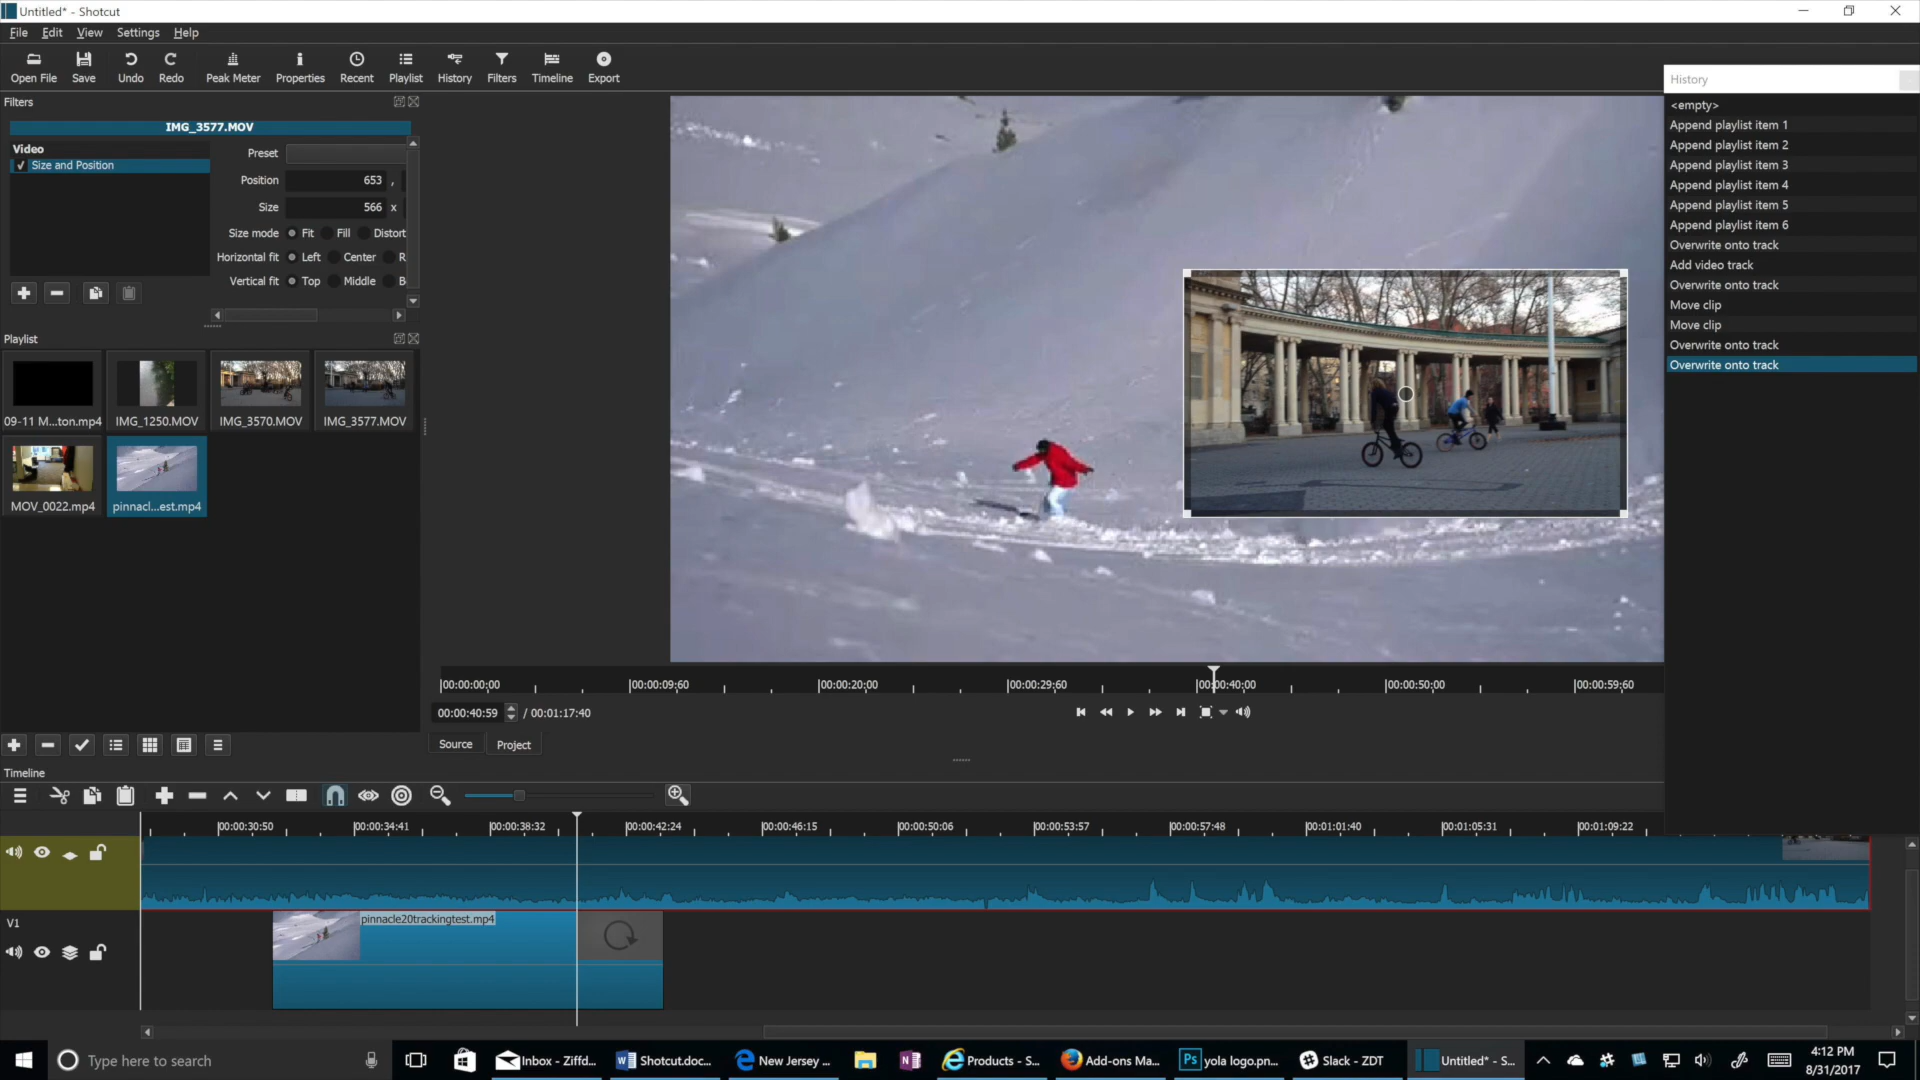 Untitled* - Shotcut
File Edit View Settings Help
Open File Save Undo Redo Peak Meter Properties Recent Playlist History Filters Timeline Export
Filters
IMG_3577.MOV
Video
Size and Position
Preset
Position 653 ,
Size 566 x
Size mode Fit Fill Distort
Horizontal fit Left Center R
Vertical fit Top Middle B
Playlist
09-11 M...ton.mp4 IMG_1250.MOV IMG_3570.MOV IMG_3577.MOV
MOV_0022.mp4 pinnacl...est.mp4
History
<empty>
Append playlist item 1
Append playlist item 2
Append playlist item 3
Append playlist item 4
Append playlist item 5
Append playlist item 6
Overwrite onto track
Add video track
Overwrite onto track
Move clip
Move clip
Overwrite onto track
Overwrite onto track
00:00:00;00 00:00:09;60 00:00:20;00 00:00:29;60 00:00:40;00 00:00:50;00 00:00:59;60
00:00:40:59 / 00:01:17:40
Source Project
Timeline
00:00:30:50 00:00:34:41 00:00:38:32 00:00:42:24 00:00:46:15 00:00:50:06 00:00:53:57 00:00:57:48 00:01:01:40 00:01:05:31 00:01:09:22
V1
pinnacle20trackingtest.mp4
Type here to search
Inbox - Ziffd... Shotcut.doc... New Jersey ... Products - S... Add-ons Ma... yola logo.pn... Slack - ZDT Untitled* - S...
4:12 PM
8/31/2017